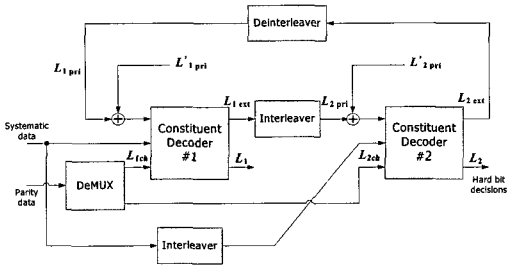 Deinterleaver
L1 pri
L'1 pri
L'2 pri
L1 ext
L2 pri
L2 ext
Interleaver
Constituent
Decoder
#1
Constituent
Decoder
#2
Systematic
data
L1ch
L1
L2ch
L2
Hard bit
decisions
Parity
data
DeMUX
Interleaver